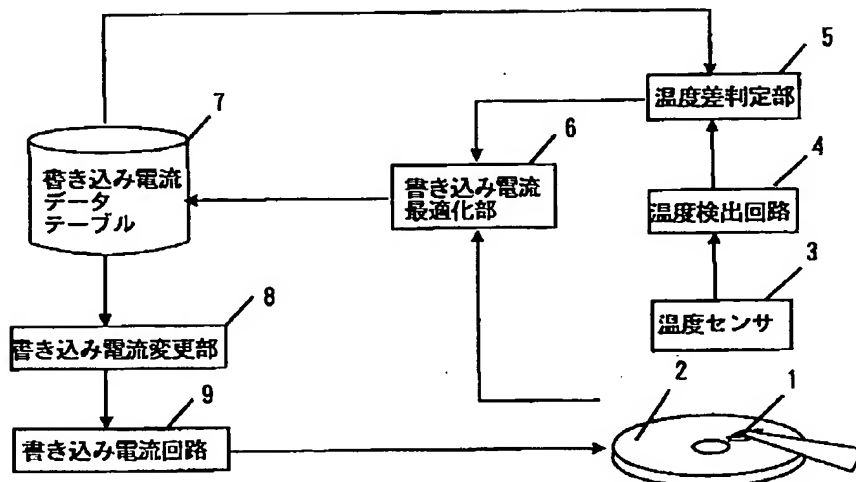 5
温度差判定部
7
6
書き込み電流
データ
テーブル
書き込み電流
最適化部
4
温度検出回路
3
温度センサ
8
書き込み電流変更部
9
書き込み電流回路
2
1